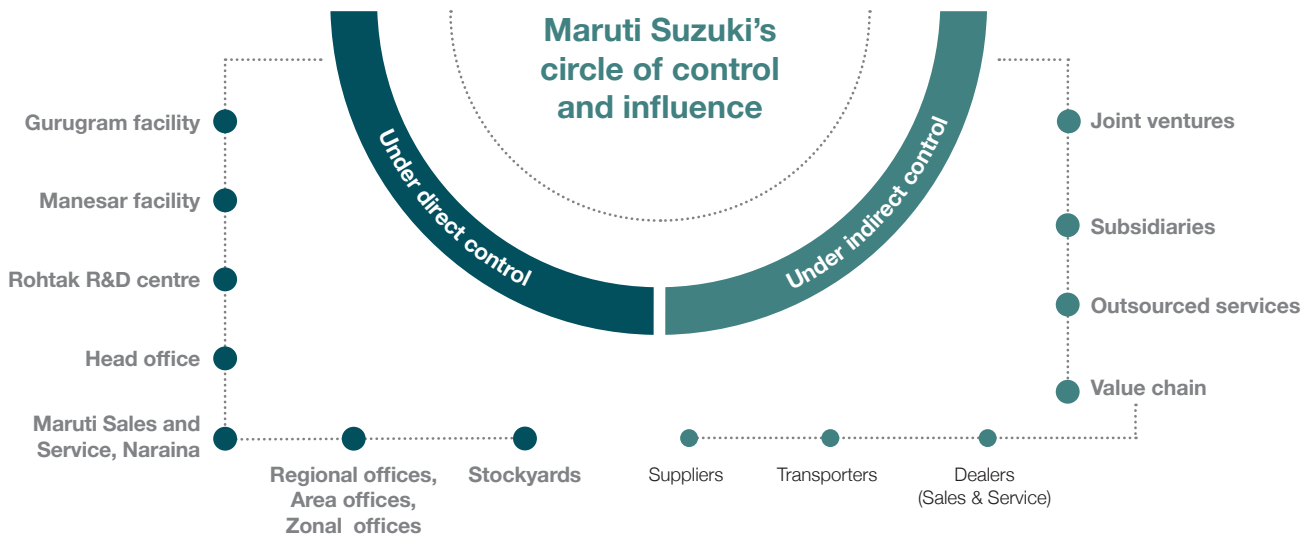 Maruti Suzuki’s
circle of control
and influence
Under direct control
Under indirect control
Gurugram facility
Manesar facility
Rohtak R&D centre
Head office
Maruti Sales and
Service, Naraina
Regional offices,
Area offices,
Zonal offices
Stockyards
Joint ventures
Subsidiaries
Outsourced services
Value chain
Suppliers
Transporters
Dealers
(Sales & Service)